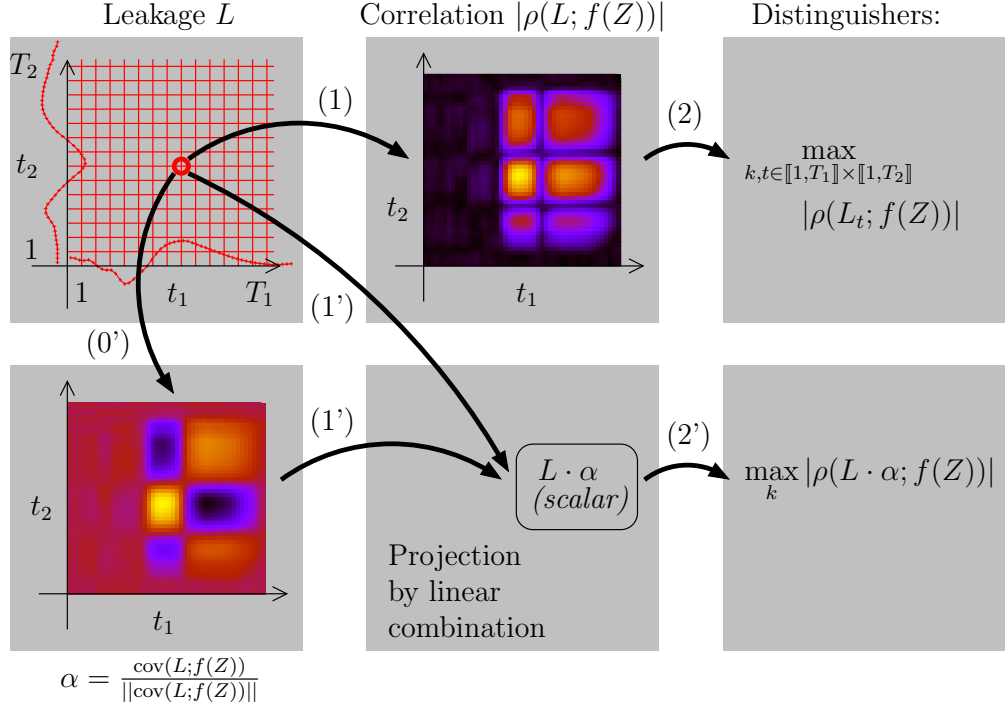 Leakage L
Correlation |ρ(L; f(Z))|
Distinguishers:
T₂
t₂
1
1
t₁
T₁
(1)
t₂
t₁
(2)
max
k,t∈⟦1,T₁⟧×⟦1,T₂⟧
|ρ(Lₜ; f(Z))|
(0')
(1')
t₂
t₁
(1')
L · α
(scalar)
Projection
by linear
combination
(2')
max |ρ(L · α; f(Z))|
k
α = cov(L;f(Z)) / ||cov(L;f(Z))||